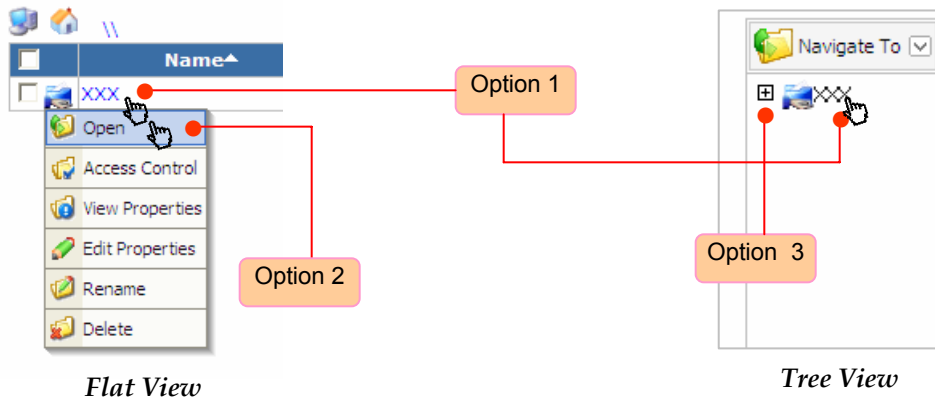 \\
Name
XXX
Open
Access Control
View Properties
Edit Properties
Rename
Delete
Flat View
Option 1
Option 2
Navigate To
XXX
Option 3
Tree View